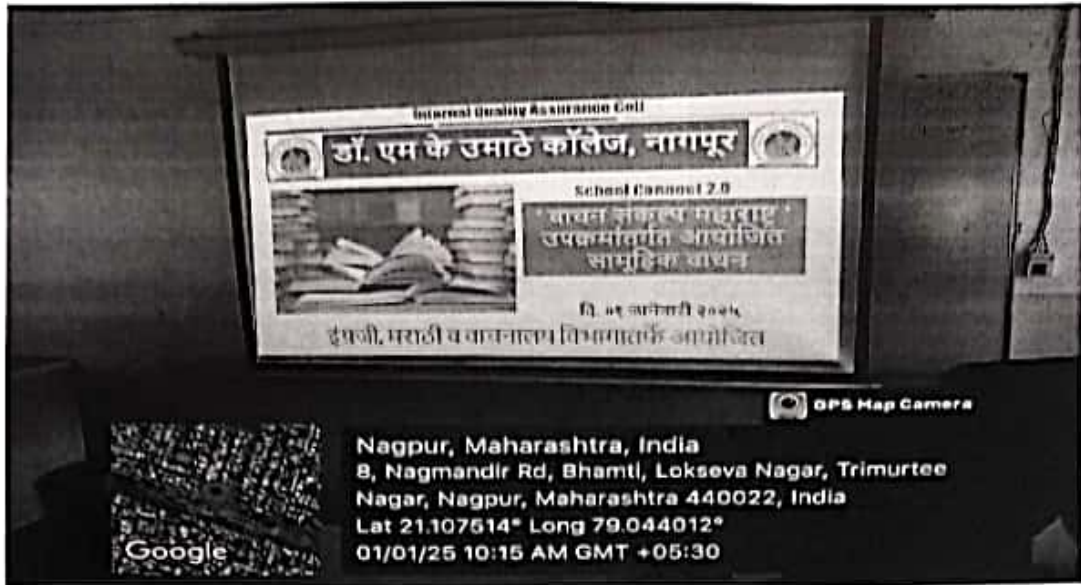 Internal Quality Assurance Cell
डॉ. एम के उमाठे कॉलेज, नागपूर
School Connect 2.0
'वाचन संकल्प महाराष्ट्र'
उपक्रमांतर्गत आयोजित
सामूहिक वाचन
दि. ०१ जानेवारी २०२५
इंग्रजी, मराठी व वाचनालय विभागातर्फे आयोजित
GPS Map Camera
Nagpur, Maharashtra, India
8, Nagmandir Rd, Bhamti, Lokseva Nagar, Trimurtee
Nagar, Nagpur, Maharashtra 440022, India
Lat 21.107514° Long 79.044012°
01/01/25 10:15 AM GMT +05:30
Google